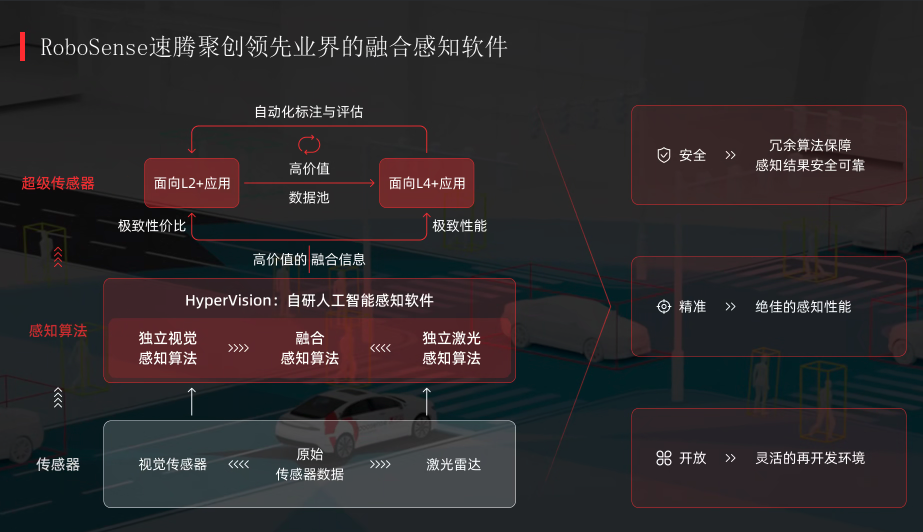 RoboSense速腾聚创领先业界的融合感知软件
自动化标注与评估
超级传感器
面向L2+应用
高价值
数据池
面向L4+应用
极致性价比
极致性能
高价值的 融合信息
感知算法
HyperVision：自研人工智能感知软件
独立视觉
感知算法
融合
感知算法
独立激光
感知算法
传感器
视觉传感器
原始
传感器数据
激光雷达
安全
冗余算法保障
感知结果安全可靠
精准
绝佳的感知性能
开放
灵活的再开发环境